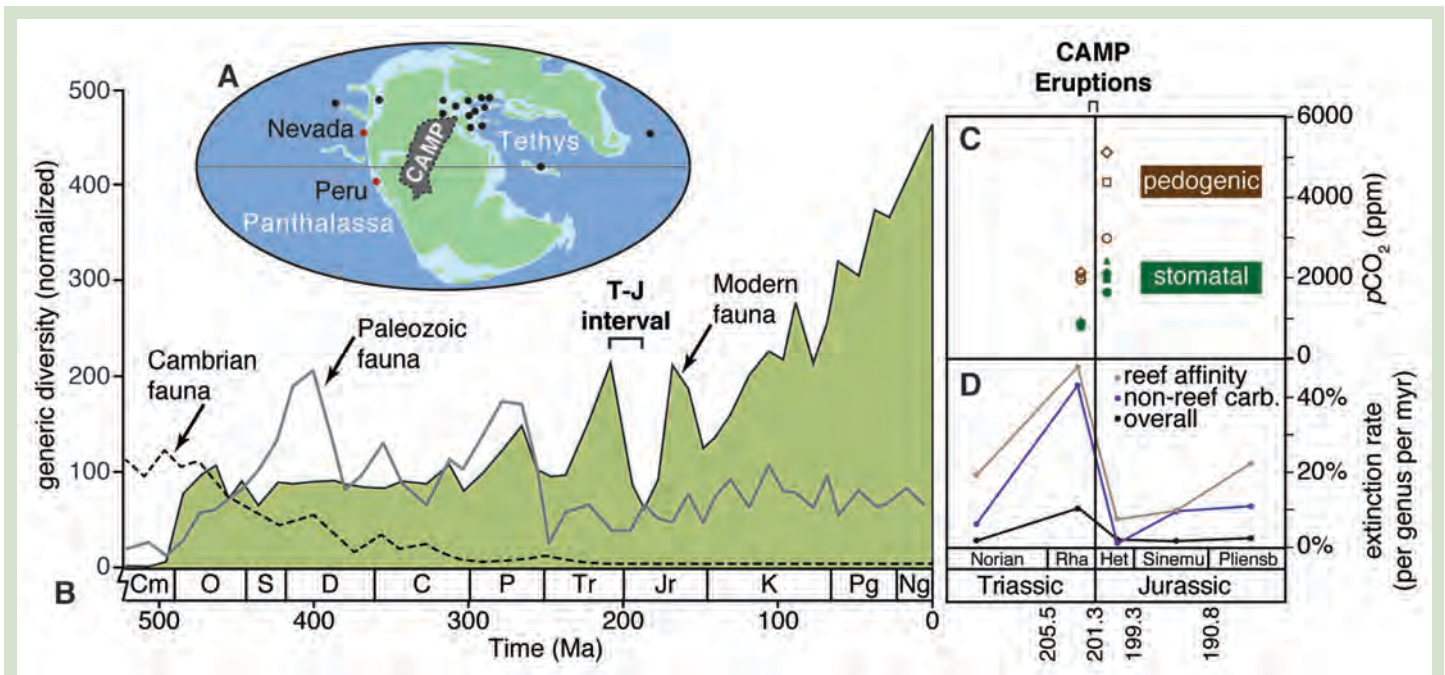 A
Nevada
Peru
Panthalassa
CAMP
Tethys
generic diversity (normalized)
500
400
300
200
100
0
Cambrian
fauna
Paleozoic
fauna
T-J
interval
Modern
fauna
B
Cm O S D C P Tr Jr K Pg Ng
500 400 300 200 100 0
Time (Ma)
CAMP
Eruptions
C
pedogenic
stomatal
6000
4000
2000
0
pCO₂ (ppm)
D
reef affinity
non-reef carb.
overall
40%
20%
0%
extinction rate
(per genus per myr)
Norian Rha Het Sinemu Pliensb
Triassic Jurassic
205.5
201.3
199.3
190.8